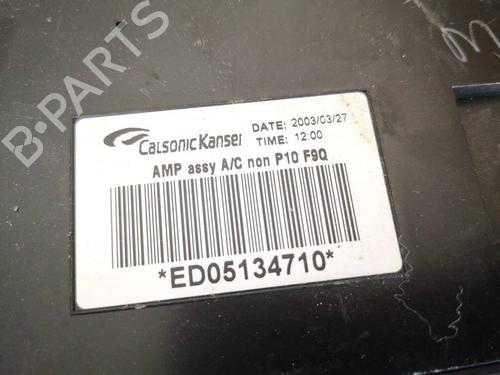 CalsonicKansei
DATE: 2003/03/27
TIME: 12:00
AMP assy A/C non P10 F9Q
*ED05134710*
B-PARTS